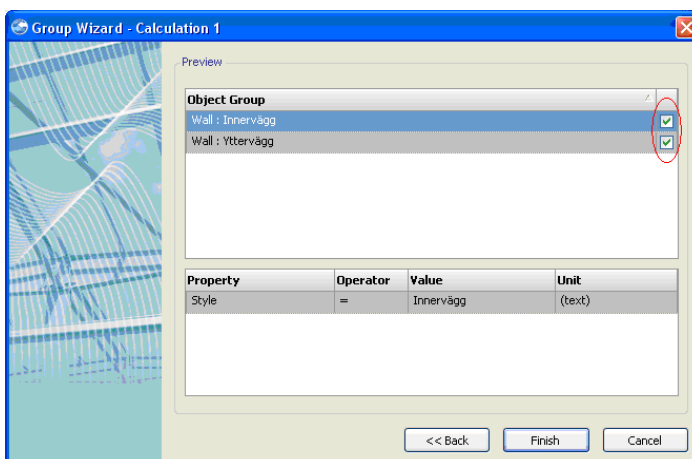 Group Wizard - Calculation 1
Preview
Object Group
Wall : Innervägg
Wall : Yttervägg
Property Operator Value Unit
Style = Innervägg (text)
<< Back Finish Cancel